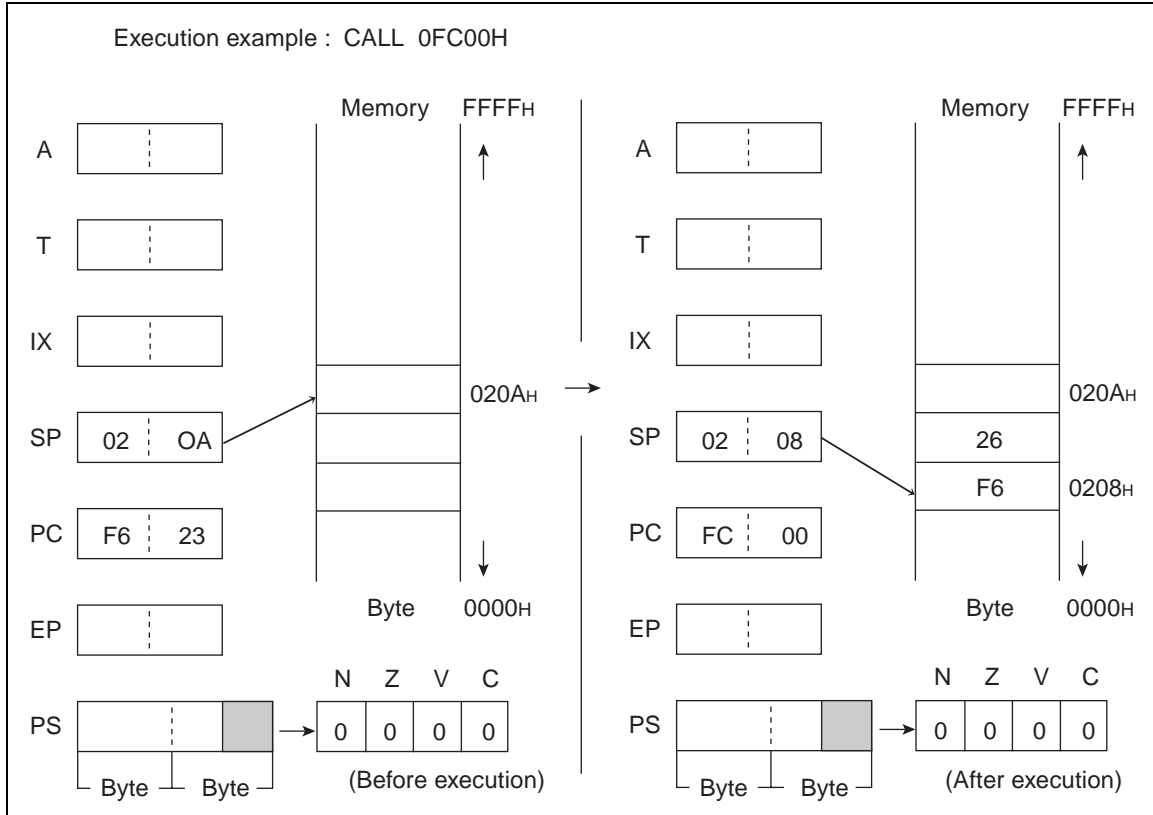 Execution example : CALL 0FC00H
Memory FFFFH
A
T
IX
020AH
SP 02 OA
PC F6 23
Byte 0000H
EP
N Z V C
PS 0 0 0 0
Byte Byte
(Before execution)
Memory FFFFH
A
T
IX
020AH
SP 02 08
26
F6 0208H
PC FC 00
Byte 0000H
EP
N Z V C
PS 0 0 0 0
Byte Byte
(After execution)